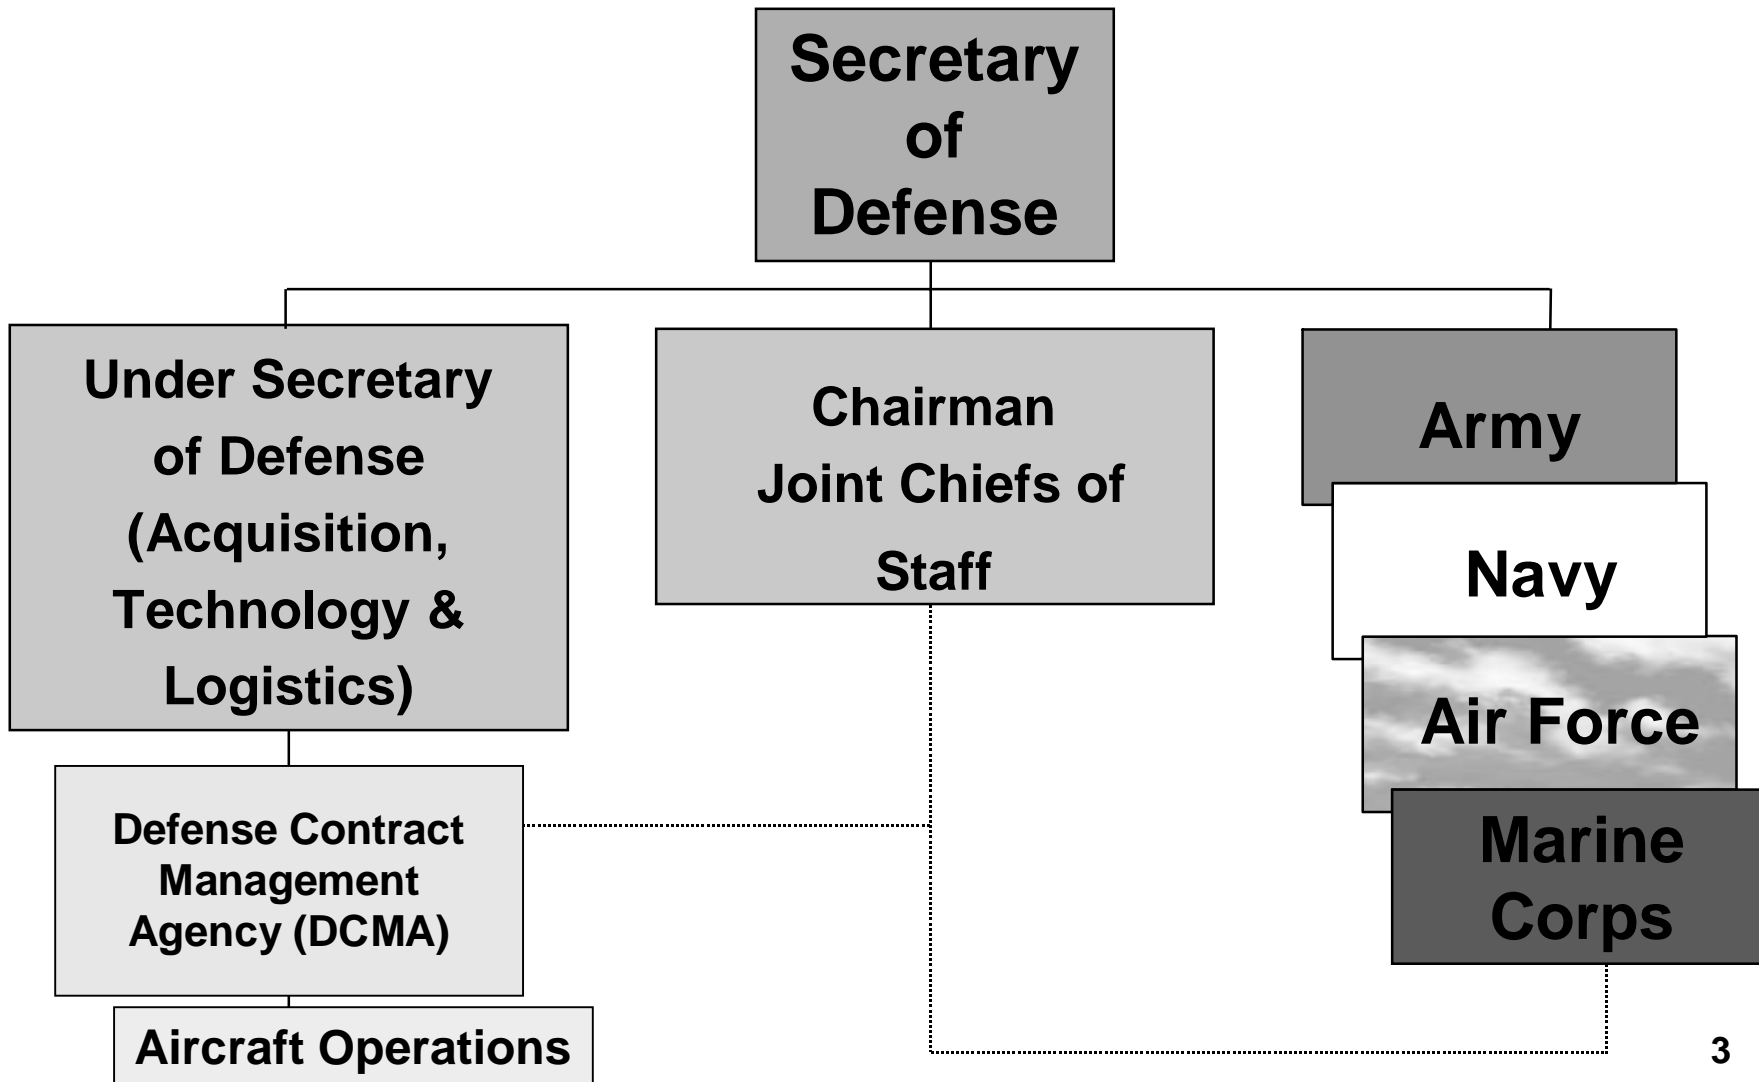 Secretary
of
Defense
Under Secretary
of Defense
(Acquisition,
Technology &
Logistics)
Chairman
Joint Chiefs of
Staff
Army
Navy
Air Force
Marine
Corps
Defense Contract
Management
Agency (DCMA)
Aircraft Operations
3